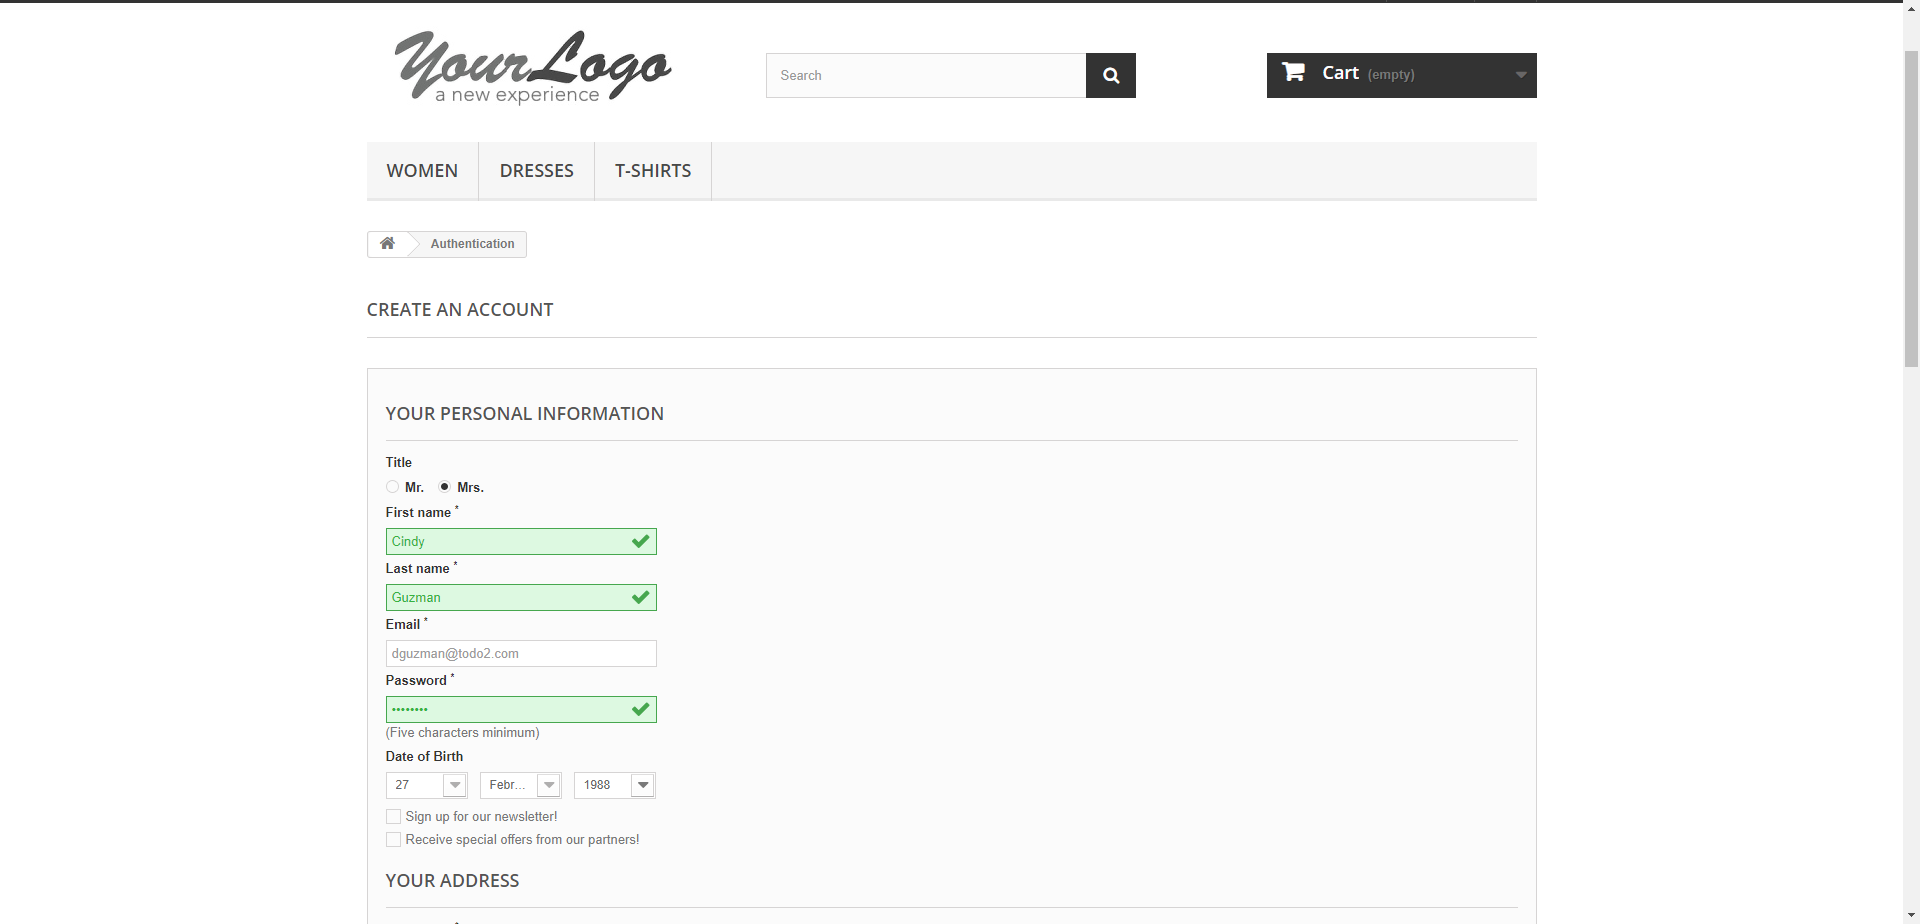 YourLogo
a new experience
Search
Cart (empty)
WOMEN DRESSES T-SHIRTS
Authentication
CREATE AN ACCOUNT
YOUR PERSONAL INFORMATION
Title
Mr. Mrs.
First name *
Cindy
Last name *
Guzman
Email *
dguzman@todo2.com
Password *
••••••••
(Five characters minimum)
Date of Birth
27 Febr... 1988
Sign up for our newsletter!
Receive special offers from our partners!
YOUR ADDRESS